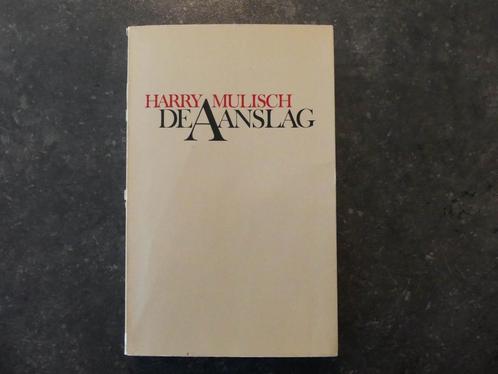 HARRY MULISCH
DE AANSLAG